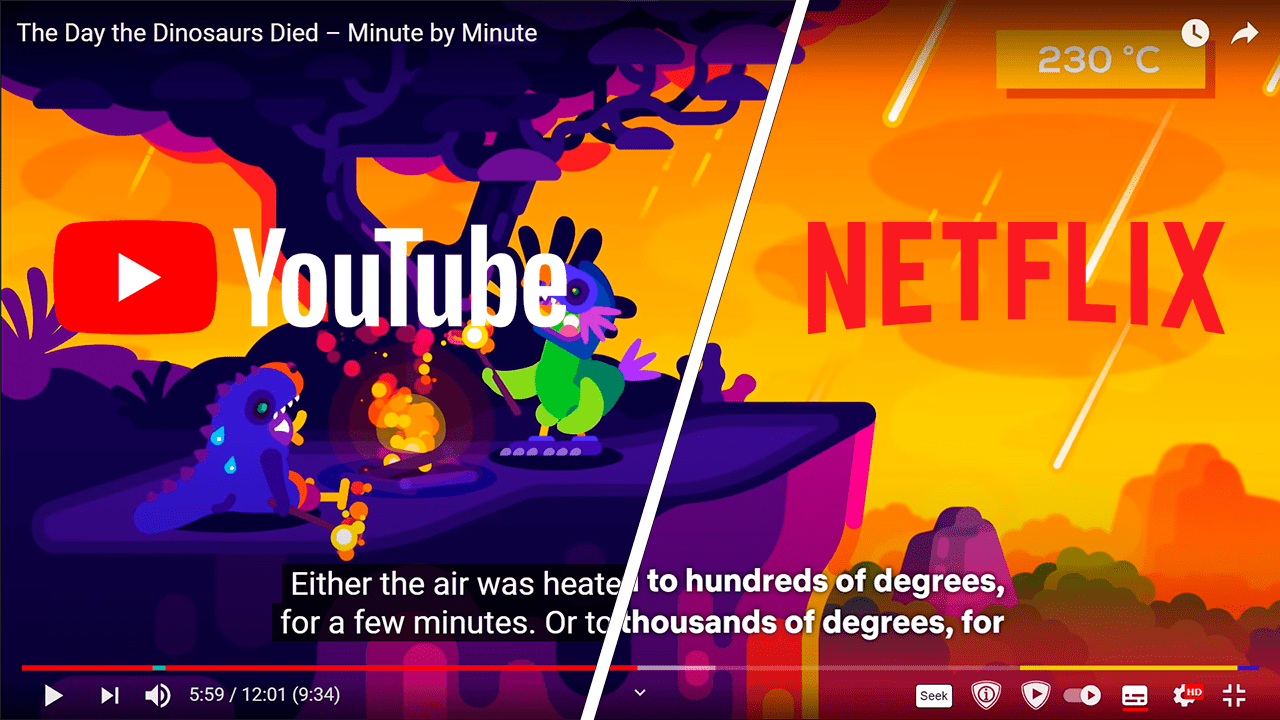 The Day the Dinosaurs Died – Minute by Minute
230 °C
YouTube
NETFLIX
Either the air was heated to hundreds of degrees,
for a few minutes. Or to thousands of degrees, for
5:59 / 12:01 (9:34)
Seek
HD